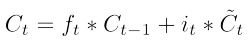 $C_t = f_t * C_{t-1} + i_t * \tilde{C}_t$